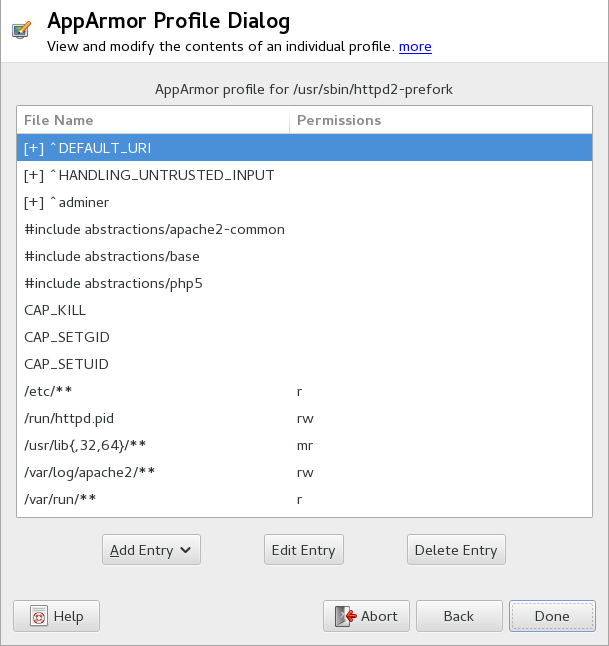 AppArmor Profile Dialog
View and modify the contents of an individual profile. more
AppArmor profile for /usr/sbin/httpd2-prefork
File Name Permissions
[+] ^DEFAULT_URI
[+] ^HANDLING_UNTRUSTED_INPUT
[+] ^adminer
#include abstractions/apache2-common
#include abstractions/base
#include abstractions/php5
CAP_KILL
CAP_SETGID
CAP_SETUID
/etc/** r
/run/httpd.pid rw
/usr/lib{,32,64}/** mr
/var/log/apache2/** rw
/var/run/** r
Add Entry Edit Entry Delete Entry
Help Abort Back Done